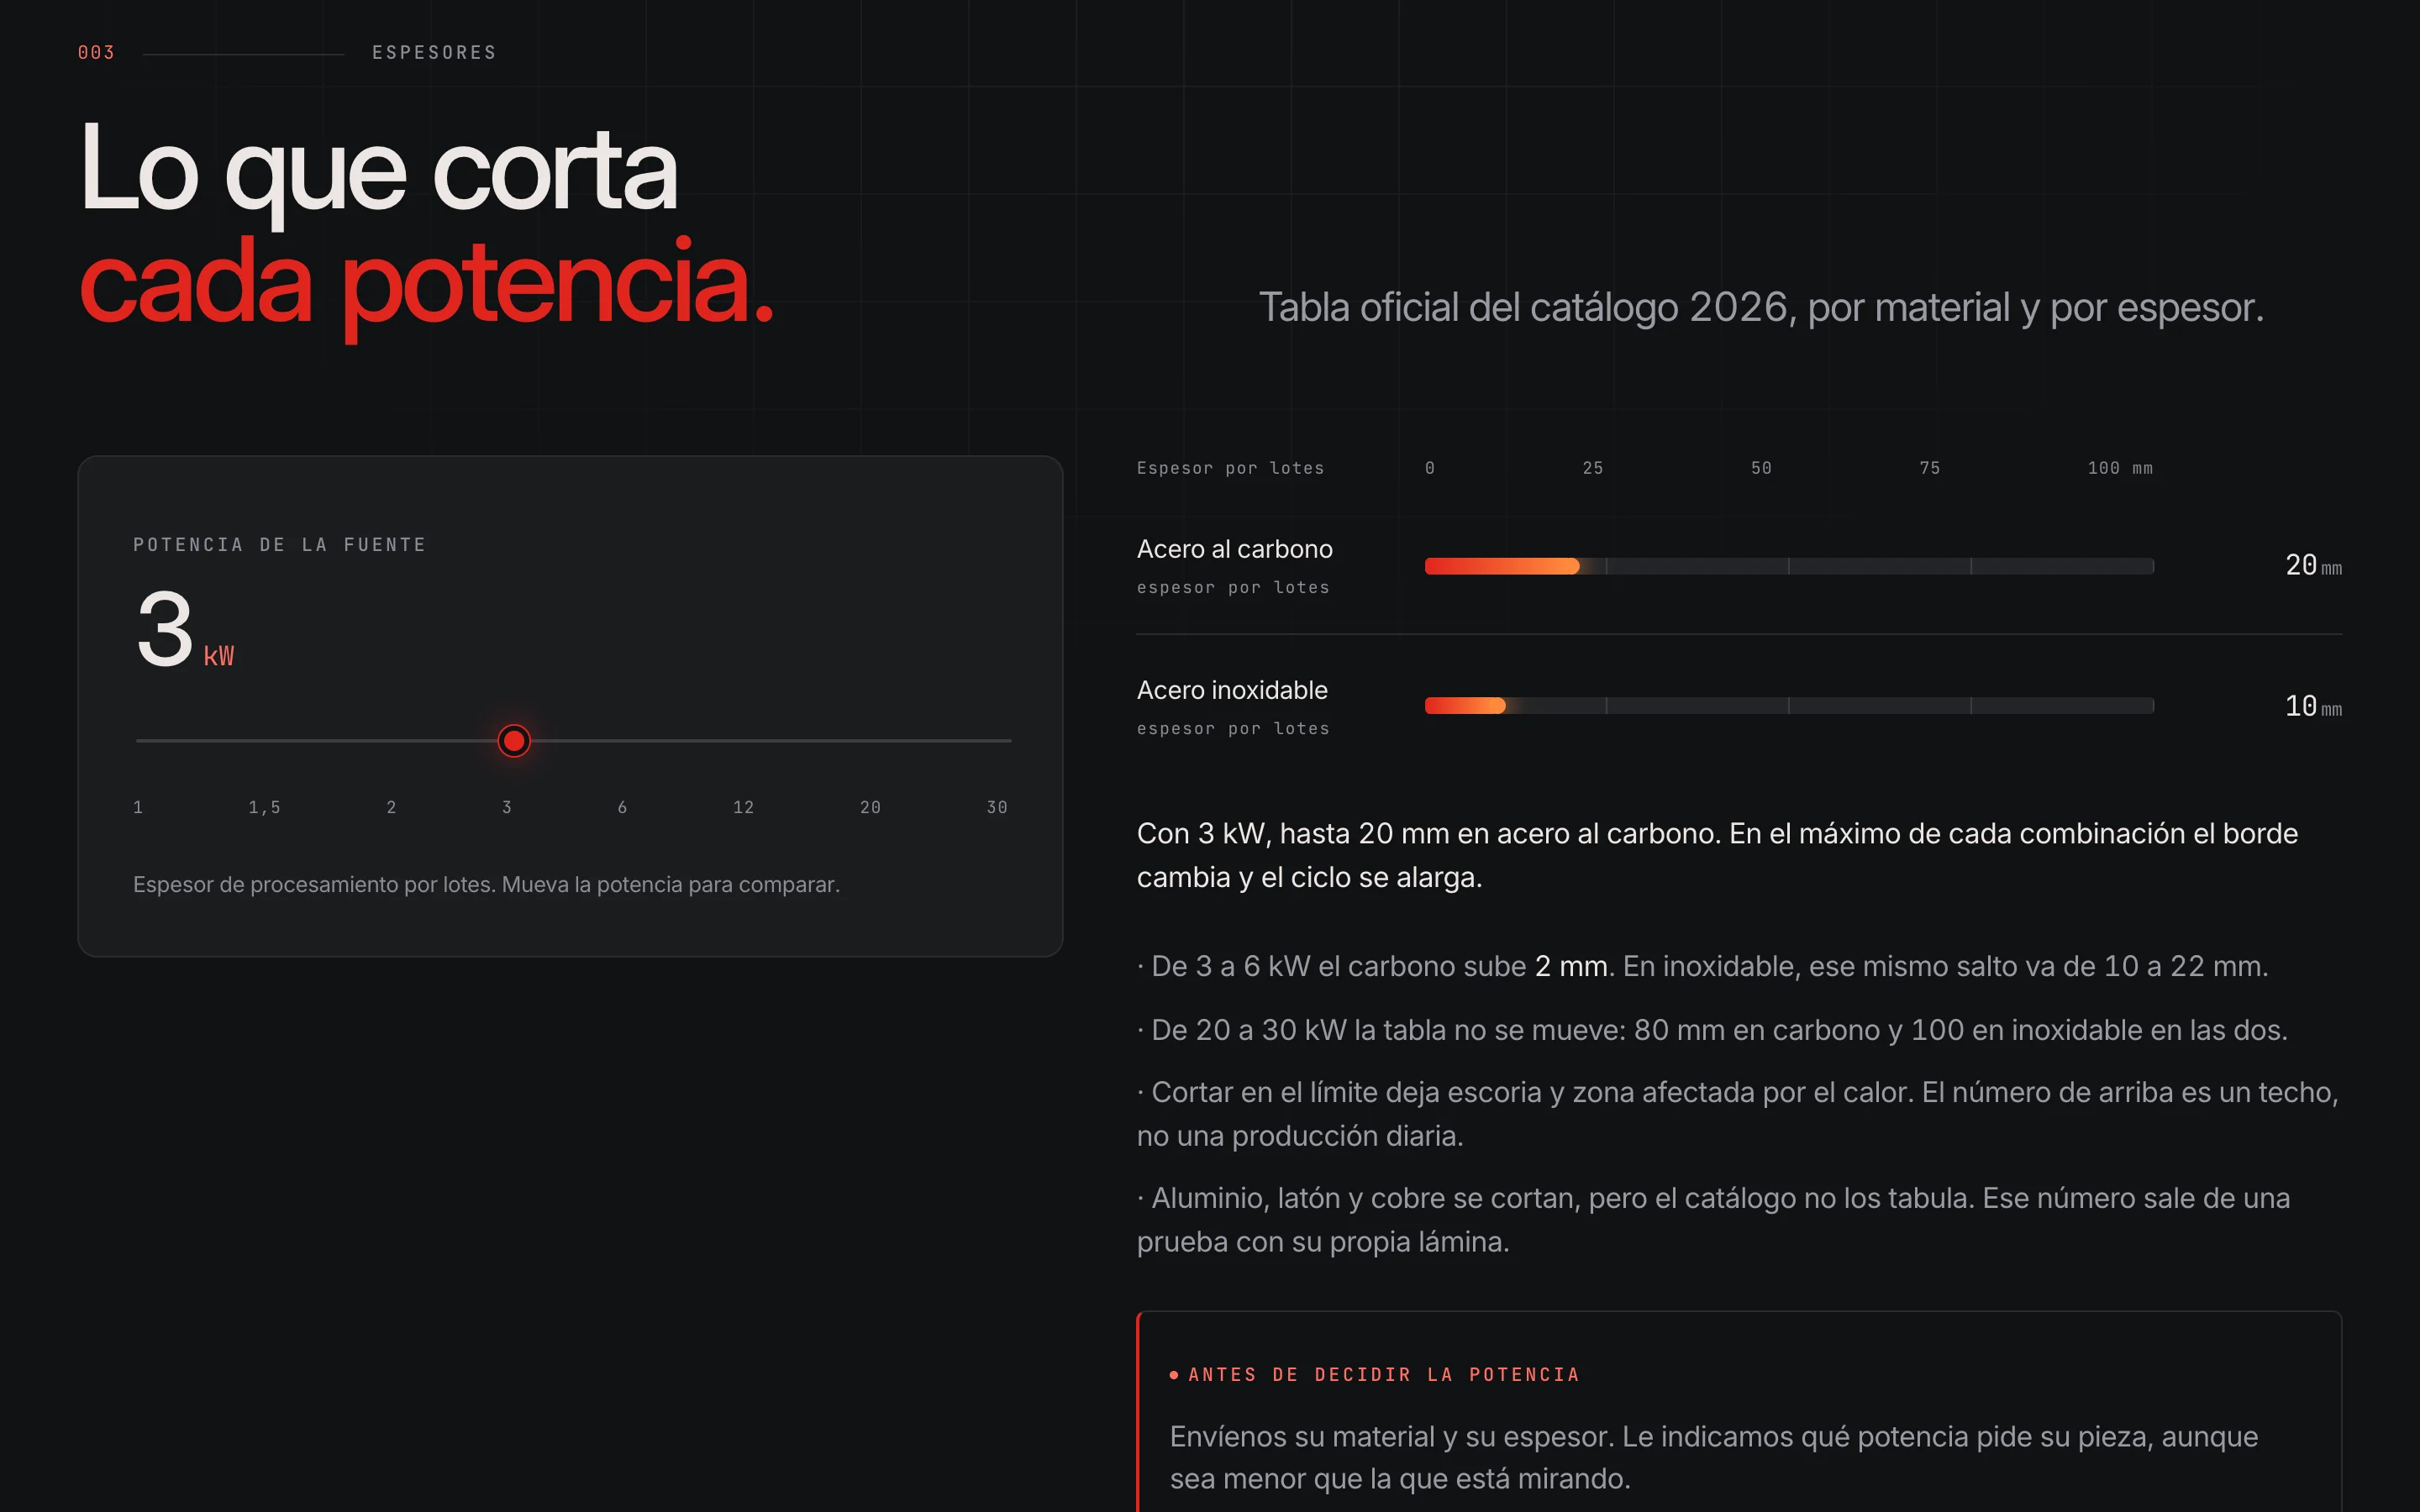 003 ESPESORES
Lo que corta
cada potencia.
Tabla oficial del catálogo 2026, por material y por espesor.
POTENCIA DE LA FUENTE
3 kW
1 1,5 2 3 6 12 20 30
Espesor de procesamiento por lotes. Mueva la potencia para comparar.
Espesor por lotes 0 25 50 75 100 mm
Acero al carbono
espesor por lotes
20 mm
Acero inoxidable
espesor por lotes
10 mm
Con 3 kW, hasta 20 mm en acero al carbono. En el máximo de cada combinación el borde
cambia y el ciclo se alarga.
· De 3 a 6 kW el carbono sube 2 mm. En inoxidable, ese mismo salto va de 10 a 22 mm.
· De 20 a 30 kW la tabla no se mueve: 80 mm en carbono y 100 en inoxidable en las dos.
· Cortar en el límite deja escoria y zona afectada por el calor. El número de arriba es un techo,
no una producción diaria.
· Aluminio, latón y cobre se cortan, pero el catálogo no los tabula. Ese número sale de una
prueba con su propia lámina.
ANTES DE DECIDIR LA POTENCIA
Envíenos su material y su espesor. Le indicamos qué potencia pide su pieza, aunque
sea menor que la que está mirando.